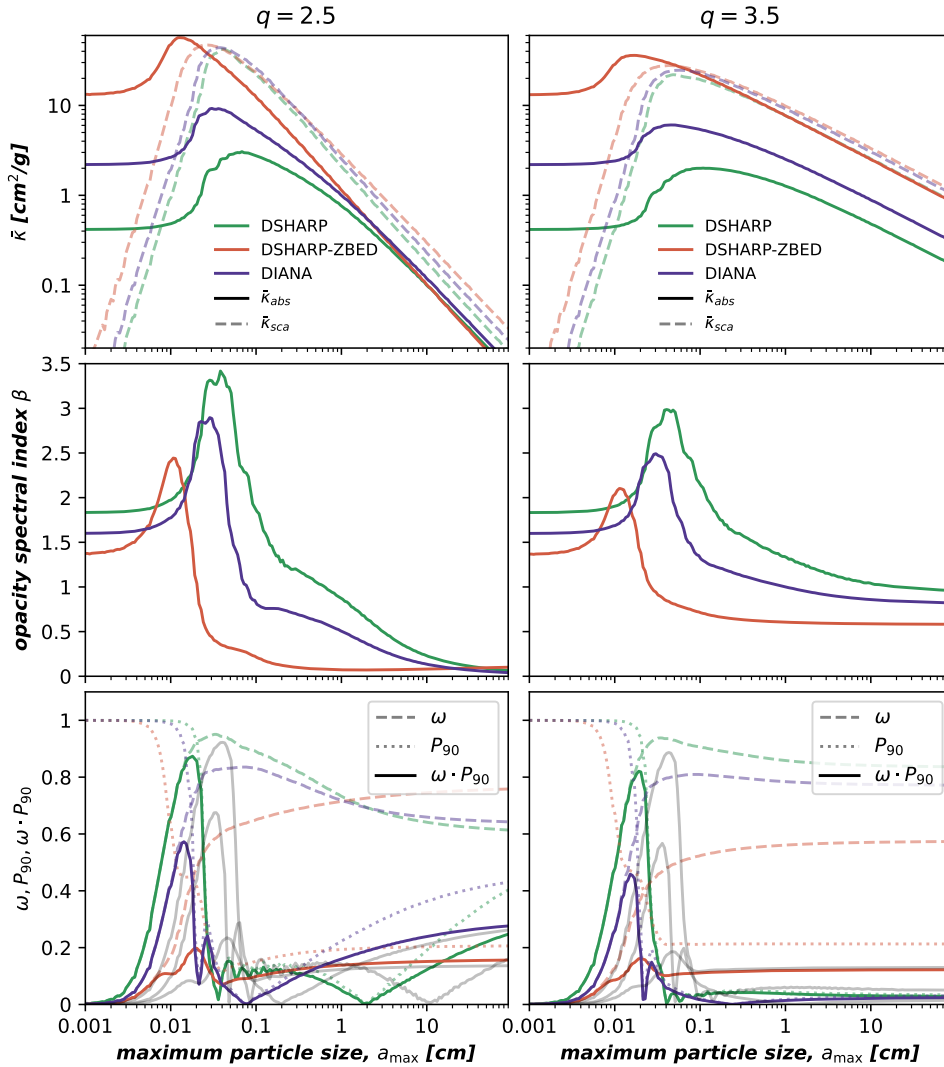 q = 2.5
q = 3.5
κ̄ [cm²/g]
10
1
0.1
DSHARP
DSHARP-ZBED
DIANA
κ̄abs
κ̄sca
DSHARP
DSHARP-ZBED
DIANA
κ̄abs
κ̄sca
opacity spectral index β
3.5
3
2.5
2
1.5
1
0.5
0
ω, P₉₀, ω · P₉₀
1
0.8
0.6
0.4
0.2
0
ω
P₉₀
ω · P₉₀
ω
P₉₀
ω · P₉₀
0.001
0.01
0.1
1
10
0.001
0.01
0.1
1
10
maximum particle size, amax [cm]
maximum particle size, amax [cm]